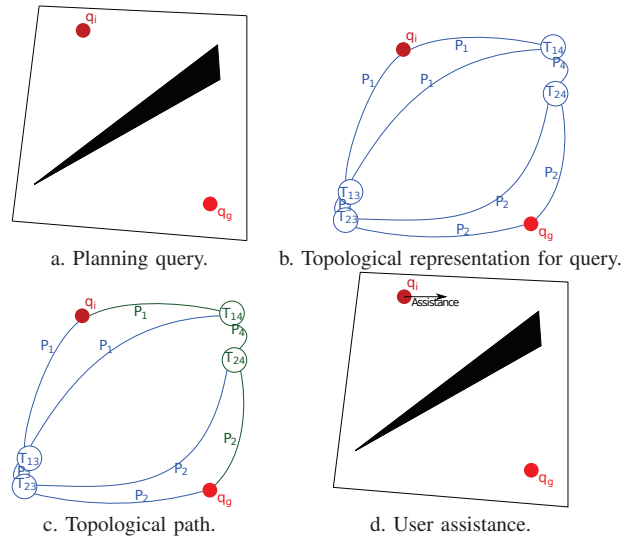 qi
qg
a. Planning query.
qi
P1
T14
P4
P1
P1
T24
P2
T13
P3
T23
P2
P2
qg
b. Topological representation for query.
qi
P1
T14
P4
P1
P1
T24
P2
T13
P3
T23
P2
P2
qg
c. Topological path.
qi
Assistance
qg
d. User assistance.